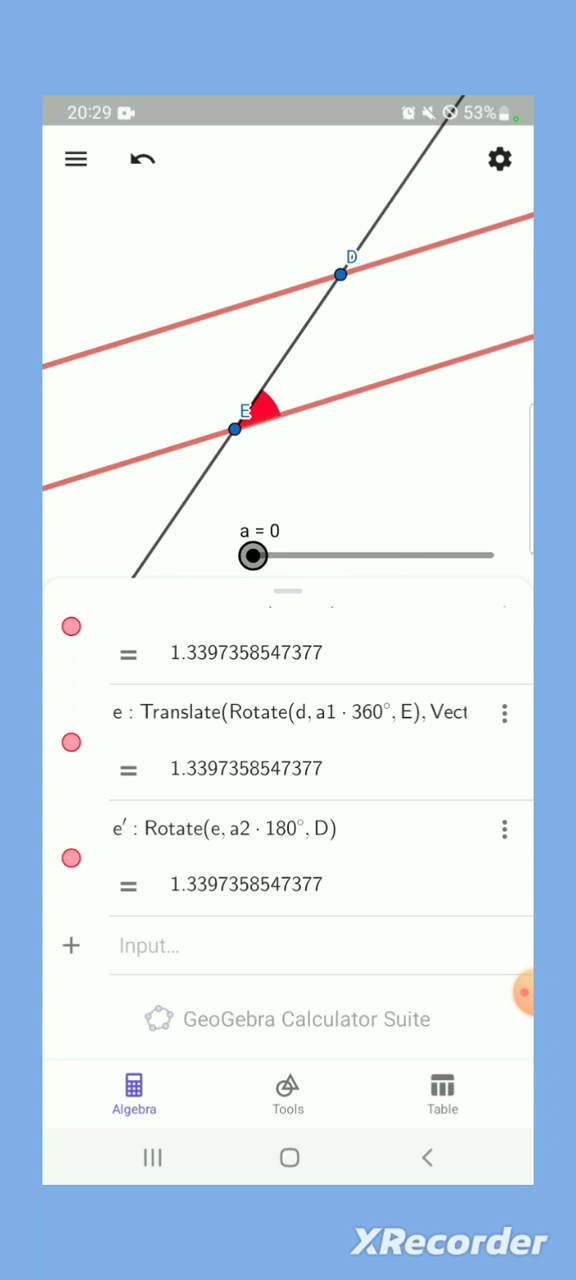 20:29
53%
D
E
a = 0
= 1.3397358547377
e : Translate(Rotate(d, a1 · 360°, E), Vect
= 1.3397358547377
e′ : Rotate(e, a2 · 180°, D)
= 1.3397358547377
+ Input...
GeoGebra Calculator Suite
Algebra
Tools
Table
XRecorder